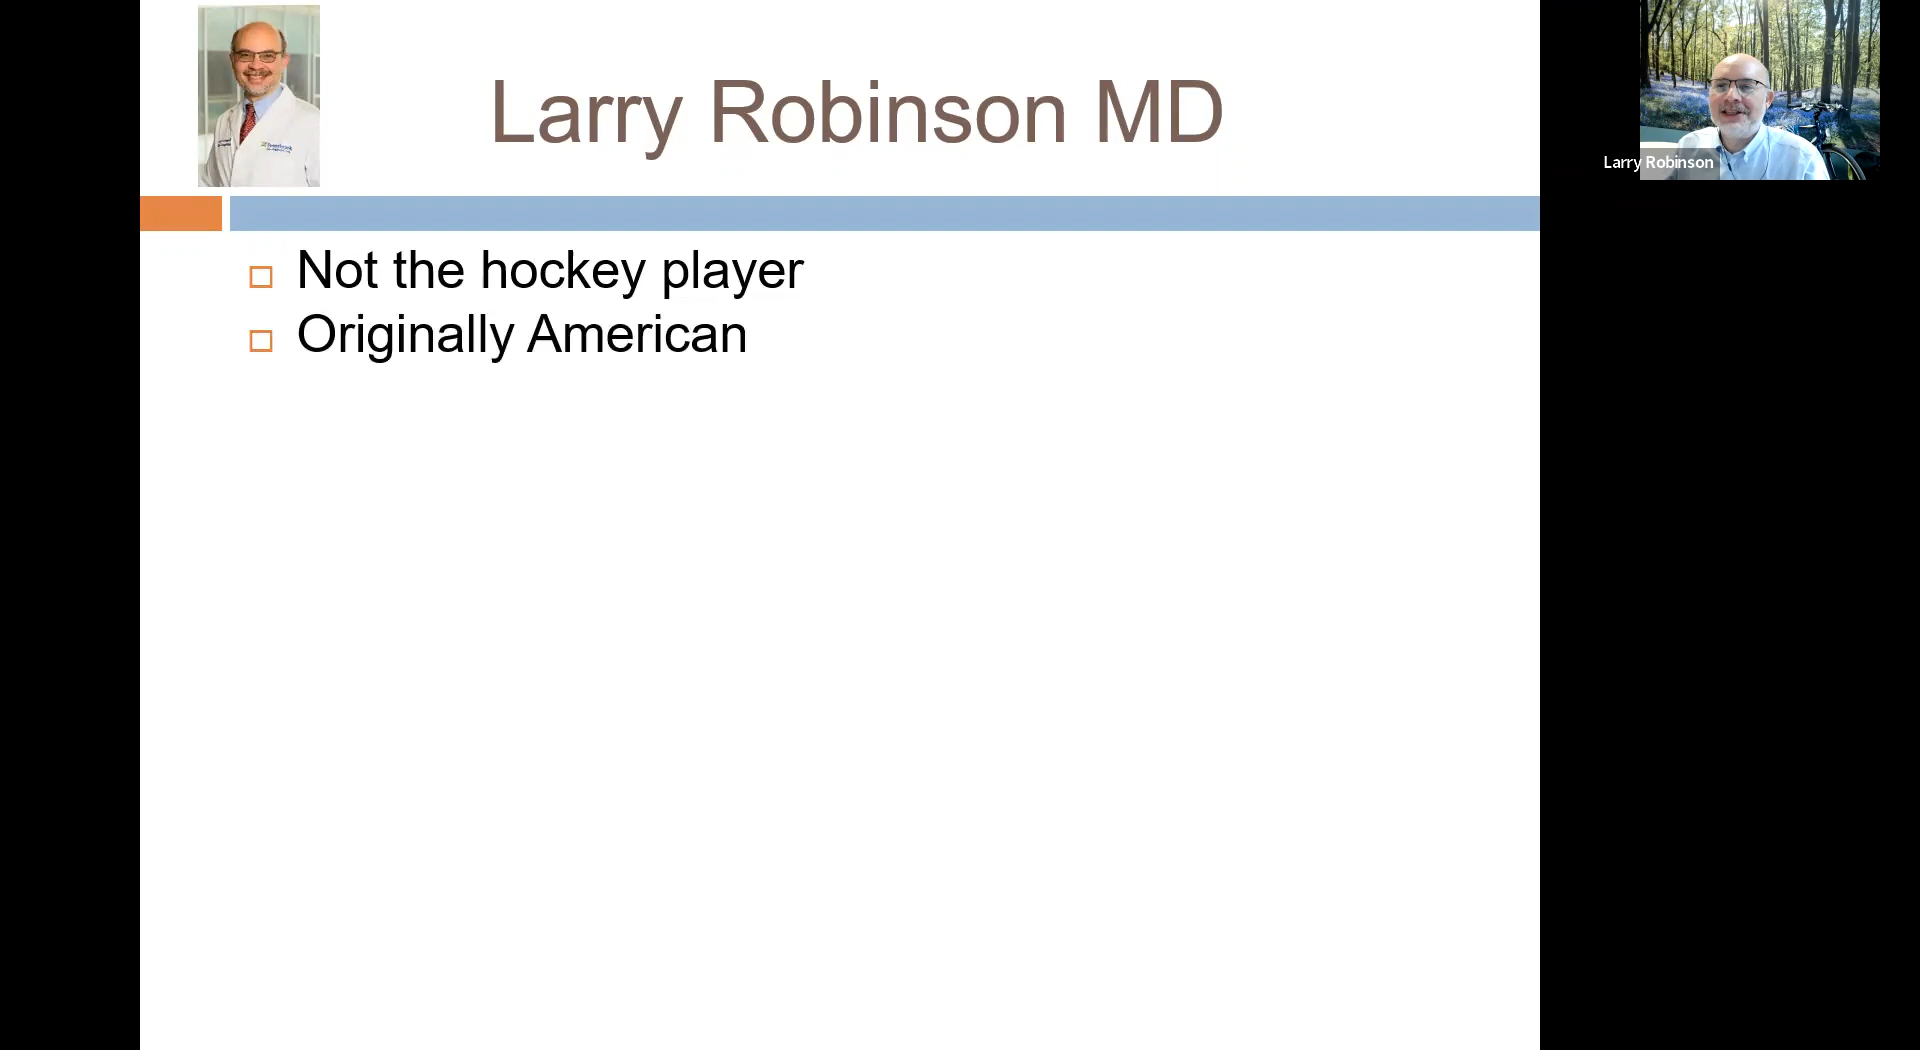 Larry Robinson MD
Larry Robinson
Not the hockey player
Originally American